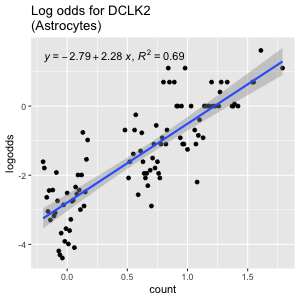 Log odds for DCLK2
(Astrocytes)
y = −2.79 + 2.28 x, R² = 0.69
logodds
0
-2
-4
0.0 0.5 1.0 1.5
count